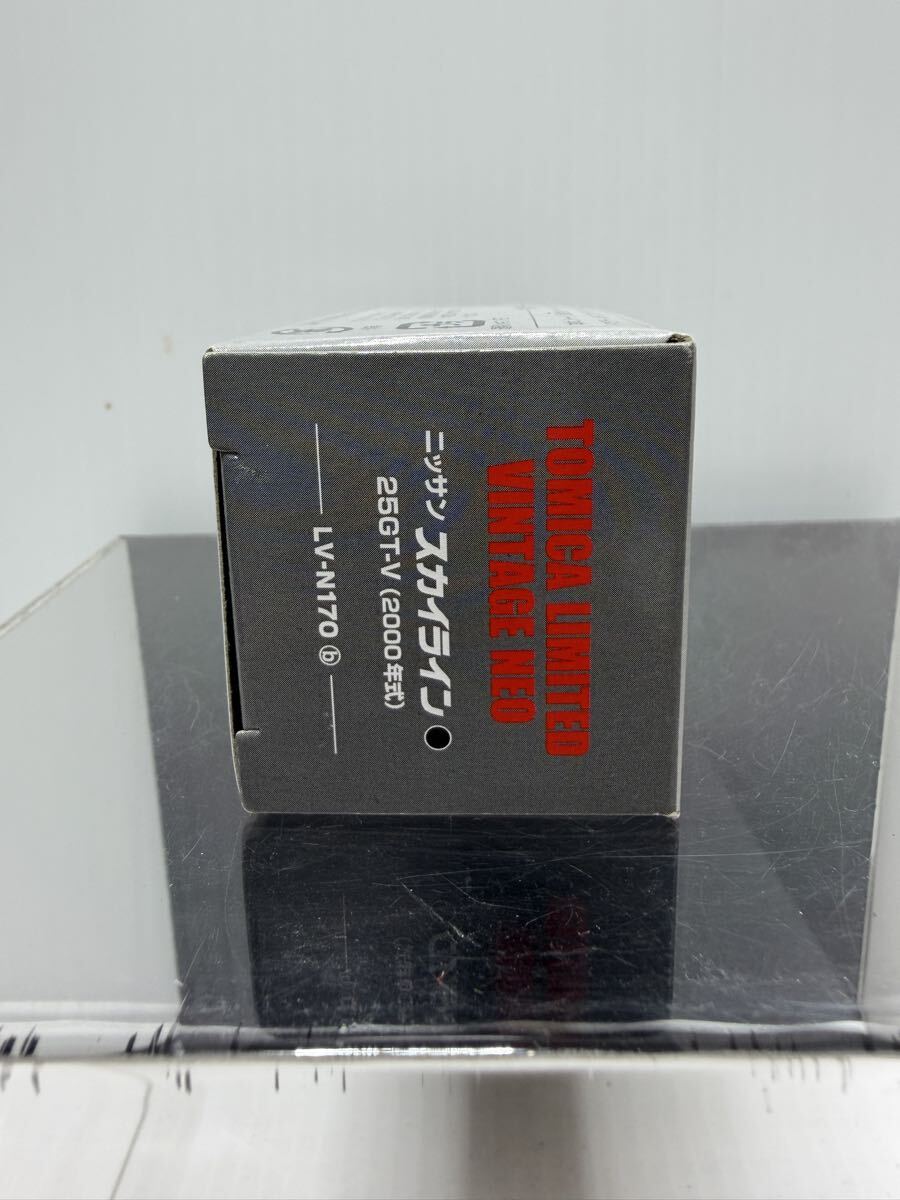 TOMICA LIMITED
VINTAGE NEO
ニッサン スカイライン
25GT-V (2000年式)
LV-N170 ⓑ